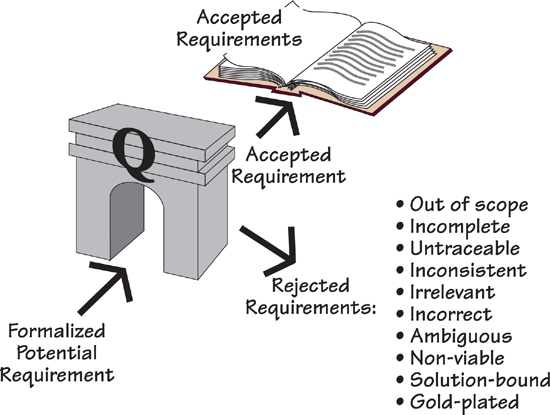 Accepted
Requirements
Q
Accepted
Requirement
Rejected
Requirements:
• Out of scope
• Incomplete
• Untraceable
• Inconsistent
• Irrelevant
• Incorrect
• Ambiguous
• Non-viable
• Solution-bound
• Gold-plated
Formalized
Potential
Requirement